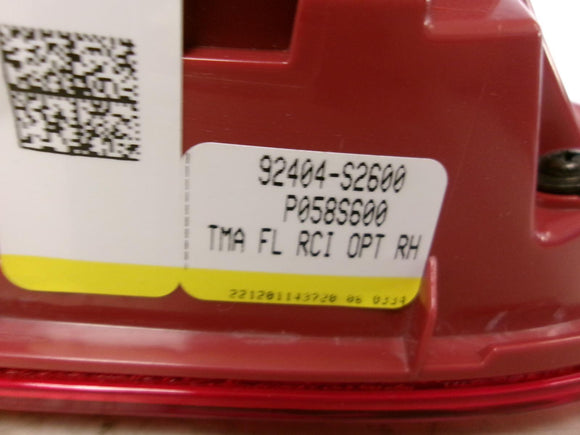 92404-S2600
P058S600
TMA FL RCI OPT RH
221201143720 06 0334